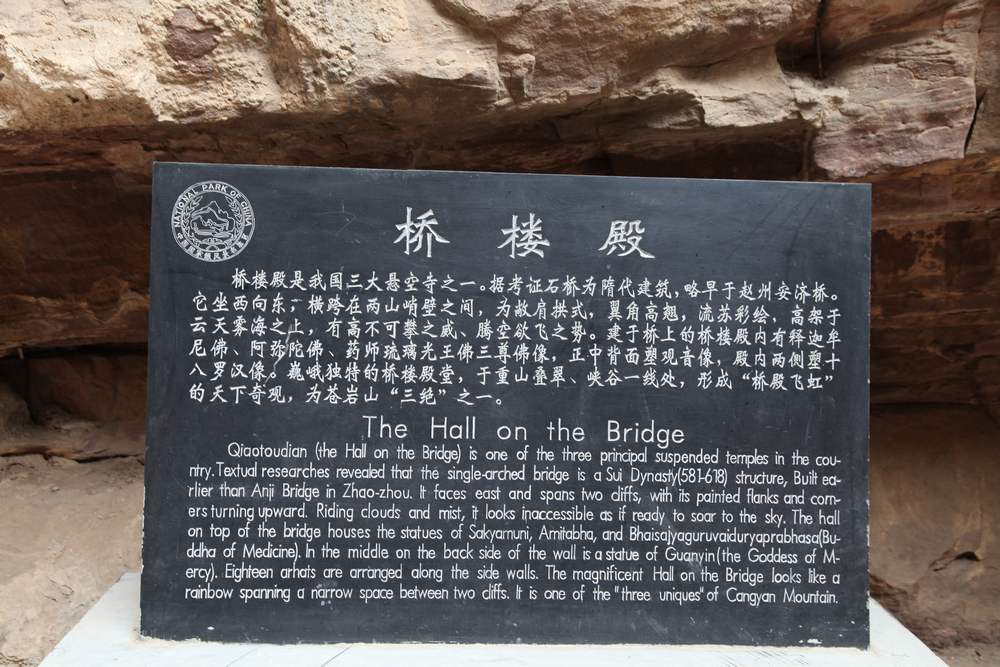 NATIONAL PARK OF CHINA
中国国家级风景名胜区
桥楼殿
桥楼殿是我国三大悬空寺之一。据考证石桥为隋代建筑，略早于赵州安济桥。
它坐西向东，横跨在两山峭壁之间，为敞肩拱式，翼角高翘，流苏彩绘，高架于
云天雾海之上，有高不可攀之威、腾空欲飞之势。建于桥上的桥楼殿内有释迦牟
尼佛、阿弥陀佛、药师琉璃光王佛三尊佛像，正中背面塑观音像，殿内两侧塑十
八罗汉像。巍峨独特的桥楼殿堂，于重山叠翠、峡谷一线处，形成“桥殿飞虹”
的天下奇观，为苍岩山“三绝”之一。
The Hall on the Bridge
Qiaotoudian (the Hall on the Bridge) is one of the three principal suspended temples in the cou-
ntry. Textual researches revealed that the single-arched bridge is a Sui Dynasty(581-618) structure, Built ea-
rlier than Anji Bridge in Zhao-zhou. It faces east and spans two cliffs, with its painted flanks and corn-
ers turning upward. Riding clouds and mist, it looks inaccessible as if ready to soar to the sky. The hall
on top of the bridge houses the statues of Sakyamuni, Amitabha, and Bhaisajyaguruvaiduryaprabhasa(Bu-
ddha of Medicine). In the middle on the back side of the wall is a statue of Guanyin(the Goddess of M-
ercy). Eighteen arhats are arranged along the side walls. The magnificent Hall on the Bridge looks like a
rainbow spanning a narrow space between two cliffs. It is one of the "three uniques" of Cangyan Mountain.